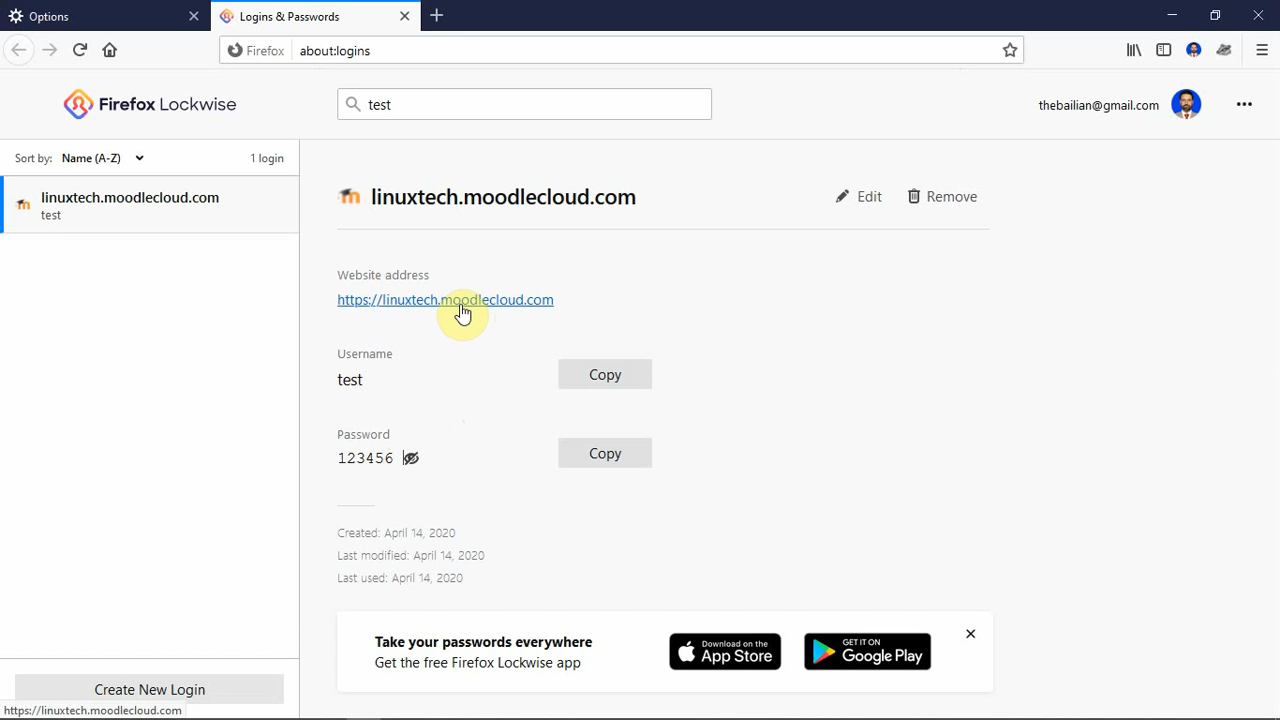 Options
Logins & Passwords
Firefox about:logins
Firefox Lockwise
test
thebailian@gmail.com
Sort by: Name (A-Z)
1 login
linuxtech.moodlecloud.com
test
linuxtech.moodlecloud.com
Edit
Remove
Website address
https://linuxtech.moodlecloud.com
Username
test
Copy
Password
123456
Copy
Created: April 14, 2020
Last modified: April 14, 2020
Last used: April 14, 2020
Take your passwords everywhere
Get the free Firefox Lockwise app
Download on the
App Store
GET IT ON
Google Play
Create New Login
https://linuxtech.moodlecloud.com